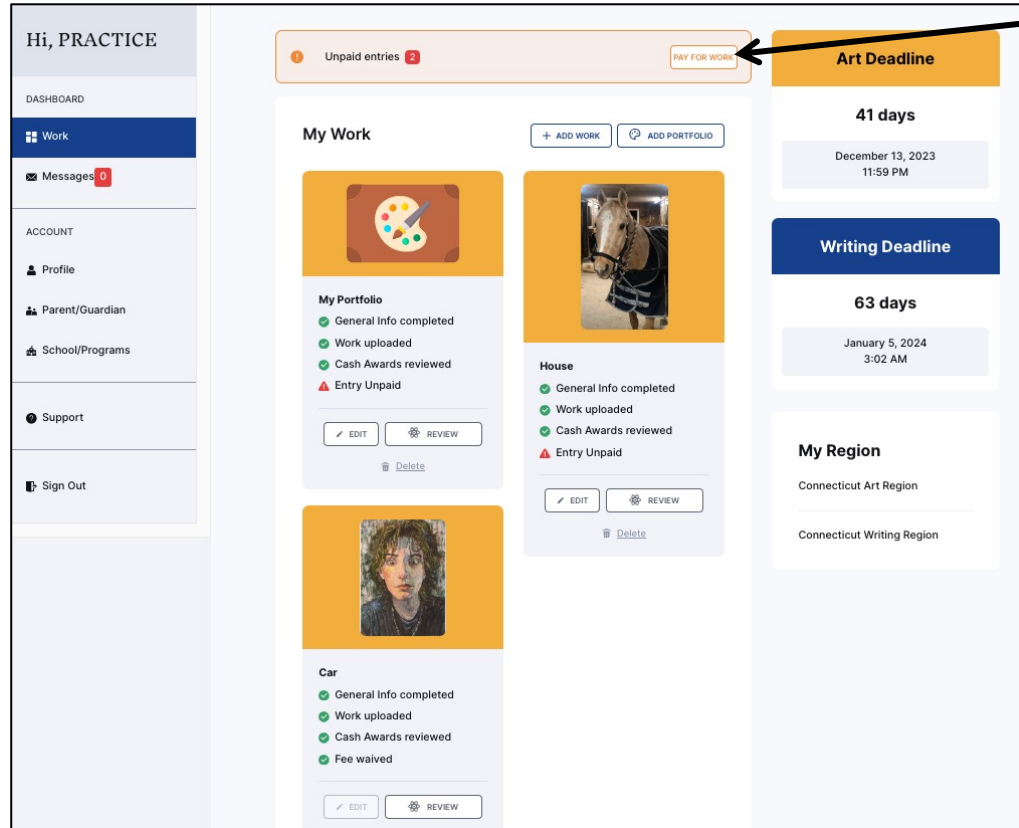 Hi, PRACTICE
DASHBOARD
Work
Messages 0
ACCOUNT
Profile
Parent/Guardian
School/Programs
Support
Sign Out
Unpaid entries 2
PAY FOR WORK
My Work
+ ADD WORK
ADD PORTFOLIO
My Portfolio
General Info completed
Work uploaded
Cash Awards reviewed
Entry Unpaid
EDIT
REVIEW
Delete
House
General Info completed
Work uploaded
Cash Awards reviewed
Entry Unpaid
EDIT
REVIEW
Delete
Car
General Info completed
Work uploaded
Cash Awards reviewed
Fee waived
EDIT
REVIEW
Art Deadline
41 days
December 13, 2023
11:59 PM
Writing Deadline
63 days
January 5, 2024
3:02 AM
My Region
Connecticut Art Region
Connecticut Writing Region